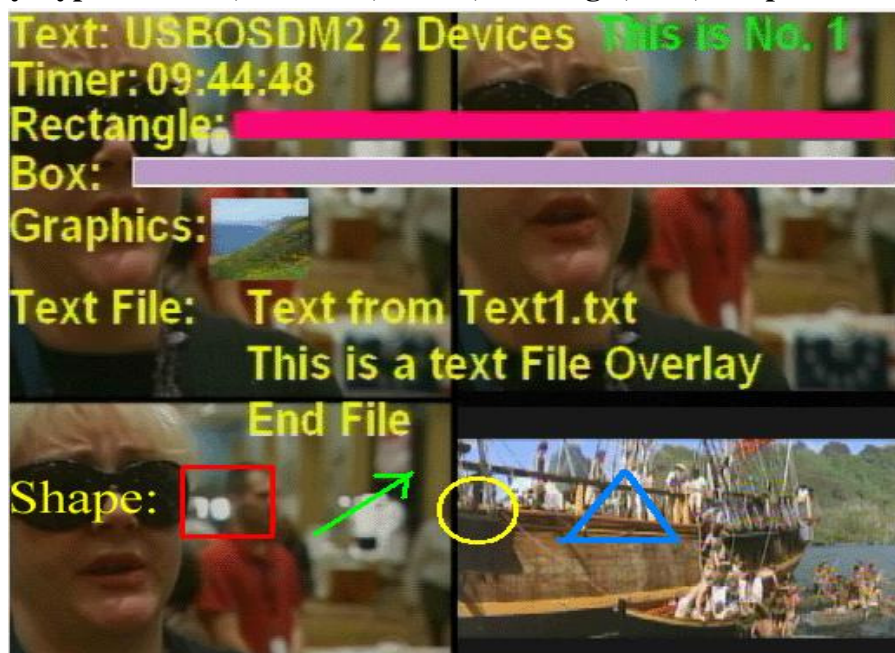 Text: USBOSDM2 2 Devices This is No. 1
Timer: 09:44:48
Rectangle:
Box:
Graphics:
Text File: Text from Text1.txt
This is a text File Overlay
End File
Shape: